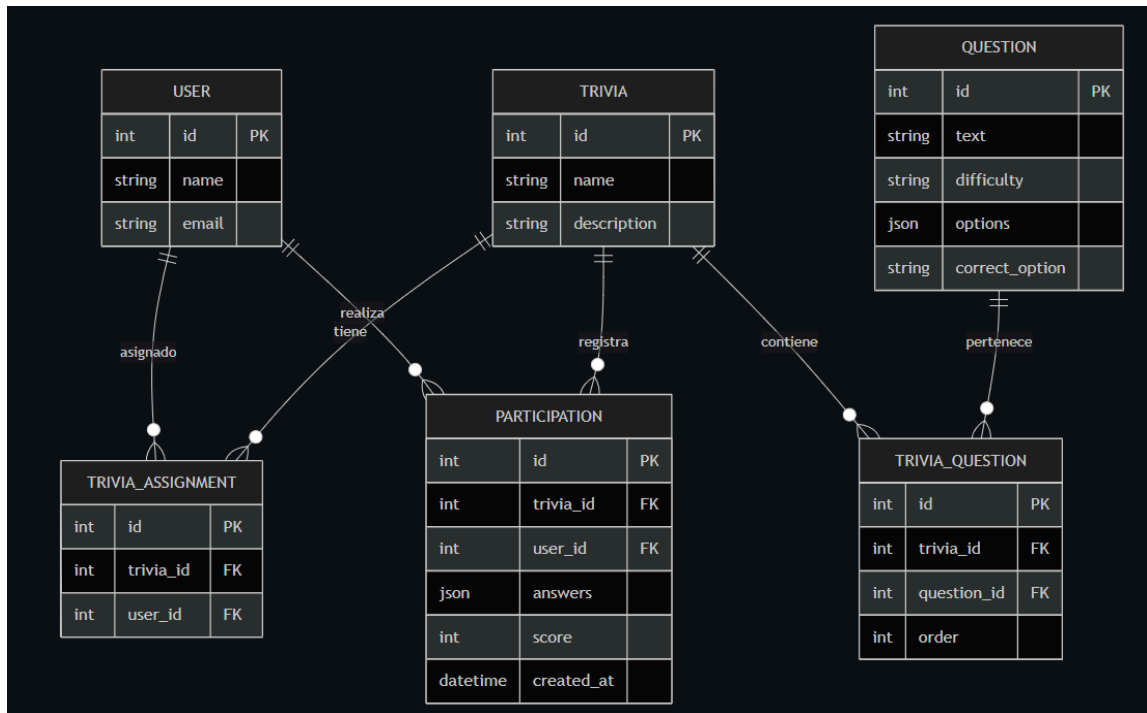 USER
int id PK
string name
string email
TRIVIA
int id PK
string name
string description
QUESTION
int id PK
string text
string difficulty
json options
string correct_option
asignado
realiza
tiene
registra
contiene
pertenece
TRIVIA_ASSIGNMENT
int id PK
int trivia_id FK
int user_id FK
PARTICIPATION
int id PK
int trivia_id FK
int user_id FK
json answers
int score
datetime created_at
TRIVIA_QUESTION
int id PK
int trivia_id FK
int question_id FK
int order